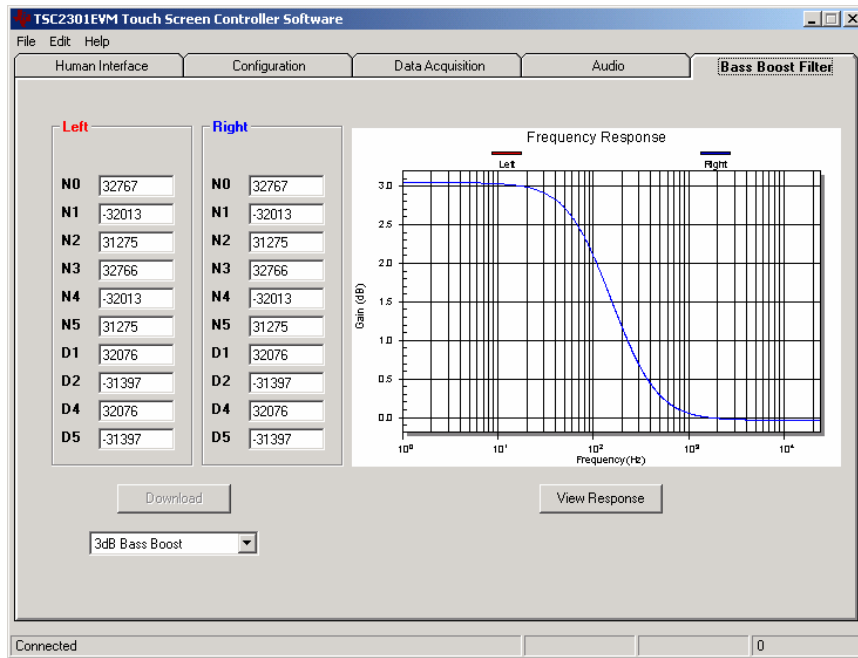 TSC2301EVM Touch Screen Controller Software
File Edit Help
Human Interface Configuration Data Acquisition Audio Bass Boost Filter
Left Right
N0 32767 N0 32767
N1 -32013 N1 -32013
N2 31275 N2 31275
N3 32766 N3 32766
N4 -32013 N4 -32013
N5 31275 N5 31275
D1 32076 D1 32076
D2 -31397 D2 -31397
D4 32076 D4 32076
D5 -31397 D5 -31397
Frequency Response
Left Right
3.0
2.5
2.0
1.5
1.0
0.5
0.0
Gain (dB)
10⁰ 10¹ 10² 10³ 10⁴
Frequency(Hz)
Download View Response
3dB Bass Boost
Connected 0